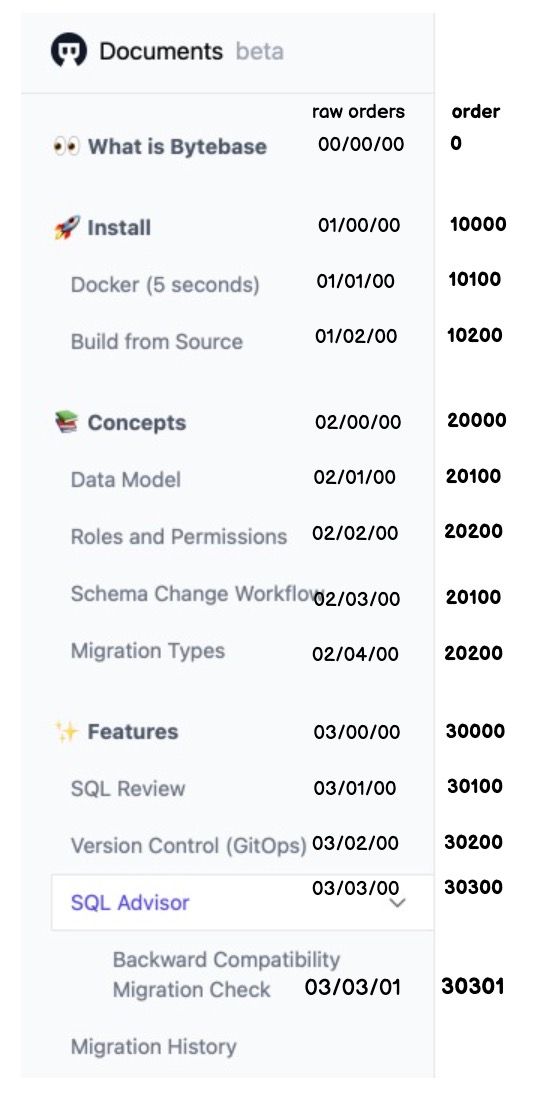 Documents beta
raw orders order
👀 What is Bytebase 00/00/00 0
🚀 Install 01/00/00 10000
Docker (5 seconds) 01/01/00 10100
Build from Source 01/02/00 10200
📚 Concepts 02/00/00 20000
Data Model 02/01/00 20100
Roles and Permissions 02/02/00 20200
Schema Change Workflow 02/03/00 20100
Migration Types 02/04/00 20200
✨ Features 03/00/00 30000
SQL Review 03/01/00 30100
Version Control (GitOps) 03/02/00 30200
SQL Advisor 03/03/00 30300
Backward Compatibility
Migration Check 03/03/01 30301
Migration History